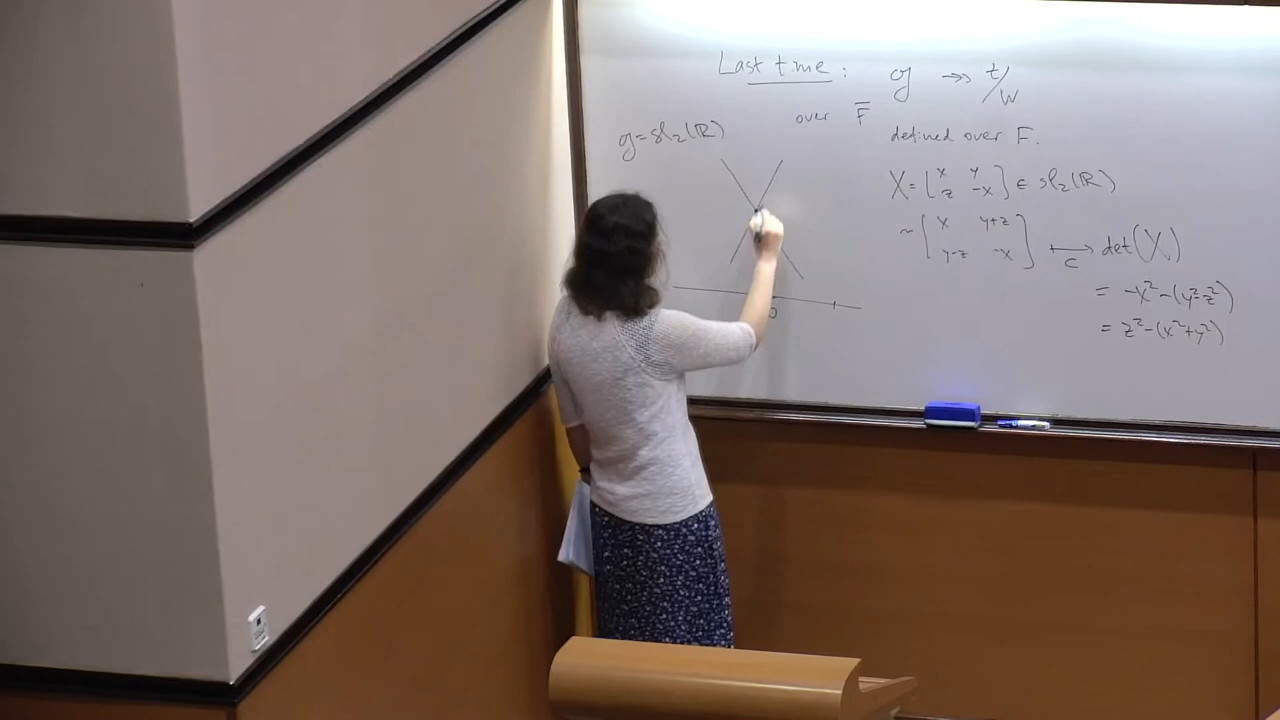 Last time: 𝔤 ↠ t/W
over F̄
defined over F.
𝔤=sl₂(ℝ)
X = [x y z -x] ∈ sl₂(ℝ)
~ [x y+z y-z -x] ⟼ det(X)
C
= -x²-(y²-z²)
= z²-(x²+y²)
0